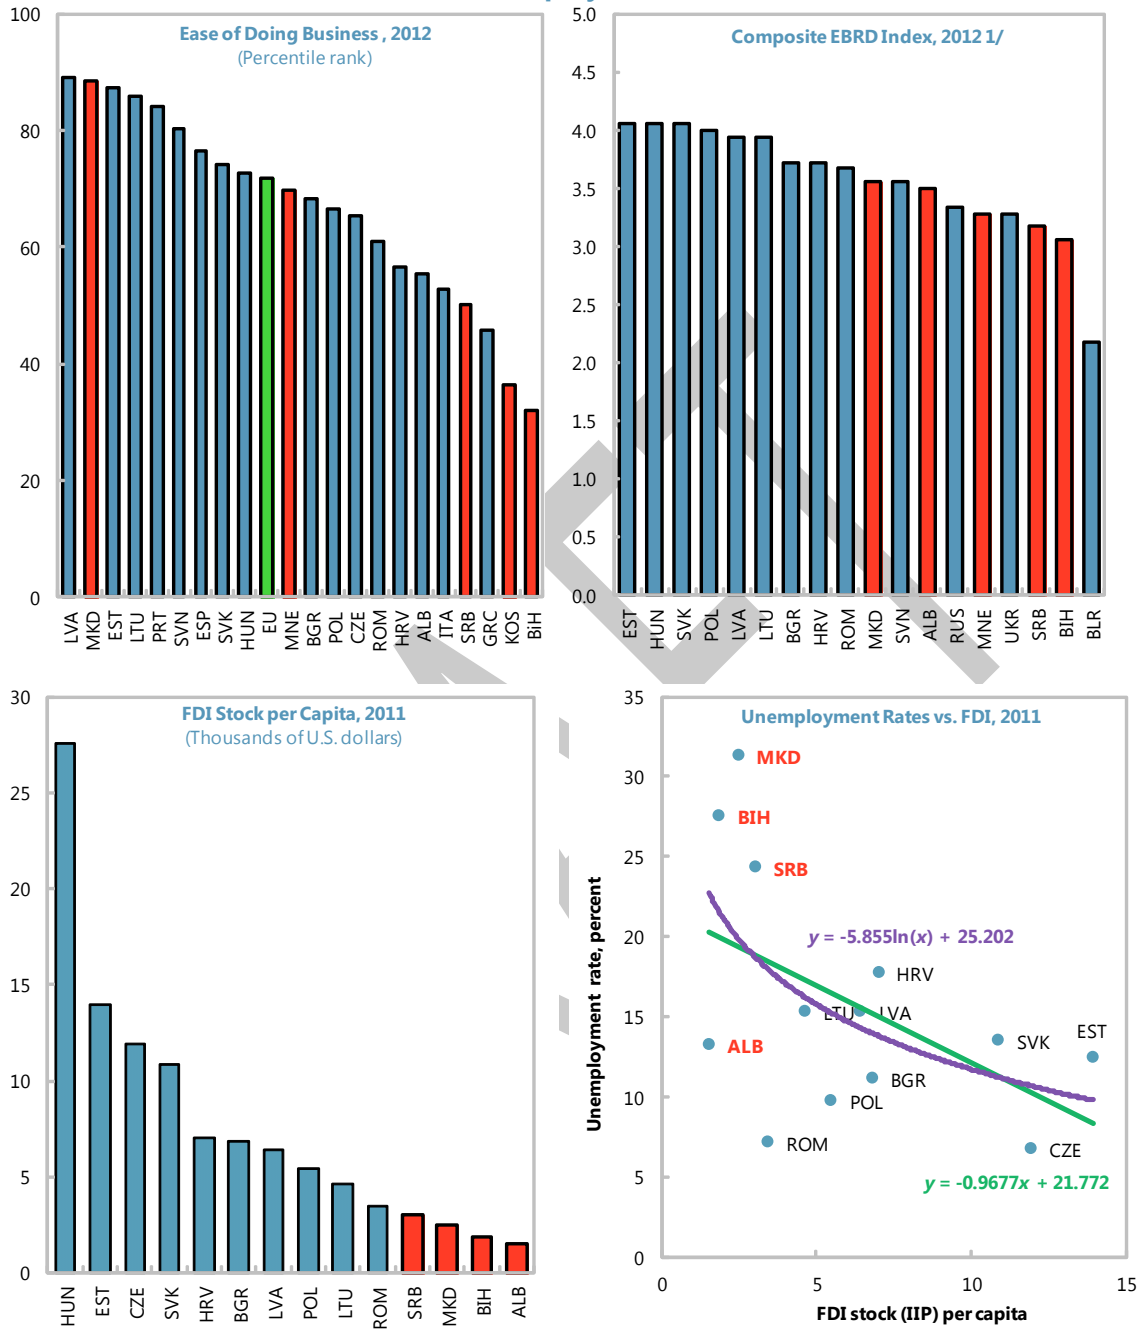 Ease of Doing Business , 2012
(Percentile rank)
100
80
60
40
20
0
LVA MKD EST LTU PRT SVN ESP SVK HUN EU MNE BGR POL CZE ROM HRV ALB ITA SRB GRC KOS BiH
Composite EBRD Index, 2012 1/
5.0
4.5
4.0
3.5
3.0
2.5
2.0
1.5
1.0
0.5
0.0
EST HUN SVK POL LVA LTU BGR HRV ROM MKD SVN ALB RUS MNE UKR SRB BIH BLR
FDI Stock per Capita, 2011
(Thousands of U.S. dollars)
30
25
20
15
10
5
0
HUN EST CZE SVK HRV BGR LVA POL LTU ROM SRB MKD BIH ALB
Unemployment Rates vs. FDI, 2011
35
30
25
20
15
10
5
0
Unemployment rate, percent
MKD
BIH
SRB
y = -5.855ln(x) + 25.202
HRV
LTU LVA
SVK EST
ALB
BGR
POL
ROM
CZE
y = -0.9677x + 21.772
0 5 10 15
FDI stock (IIP) per capita